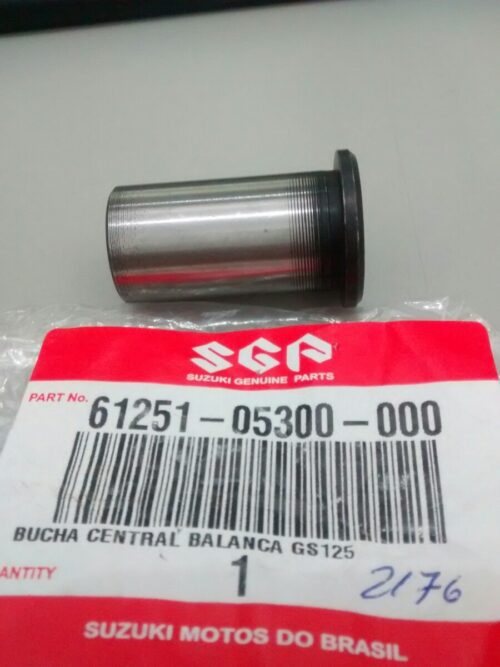 SGP
SUZUKI GENUINE PARTS
PART No. 61251-05300-000
BUCHA CENTRAL BALANCA GS125
ANTITY 1
2176
SUZUKI MOTOS DO BRASIL